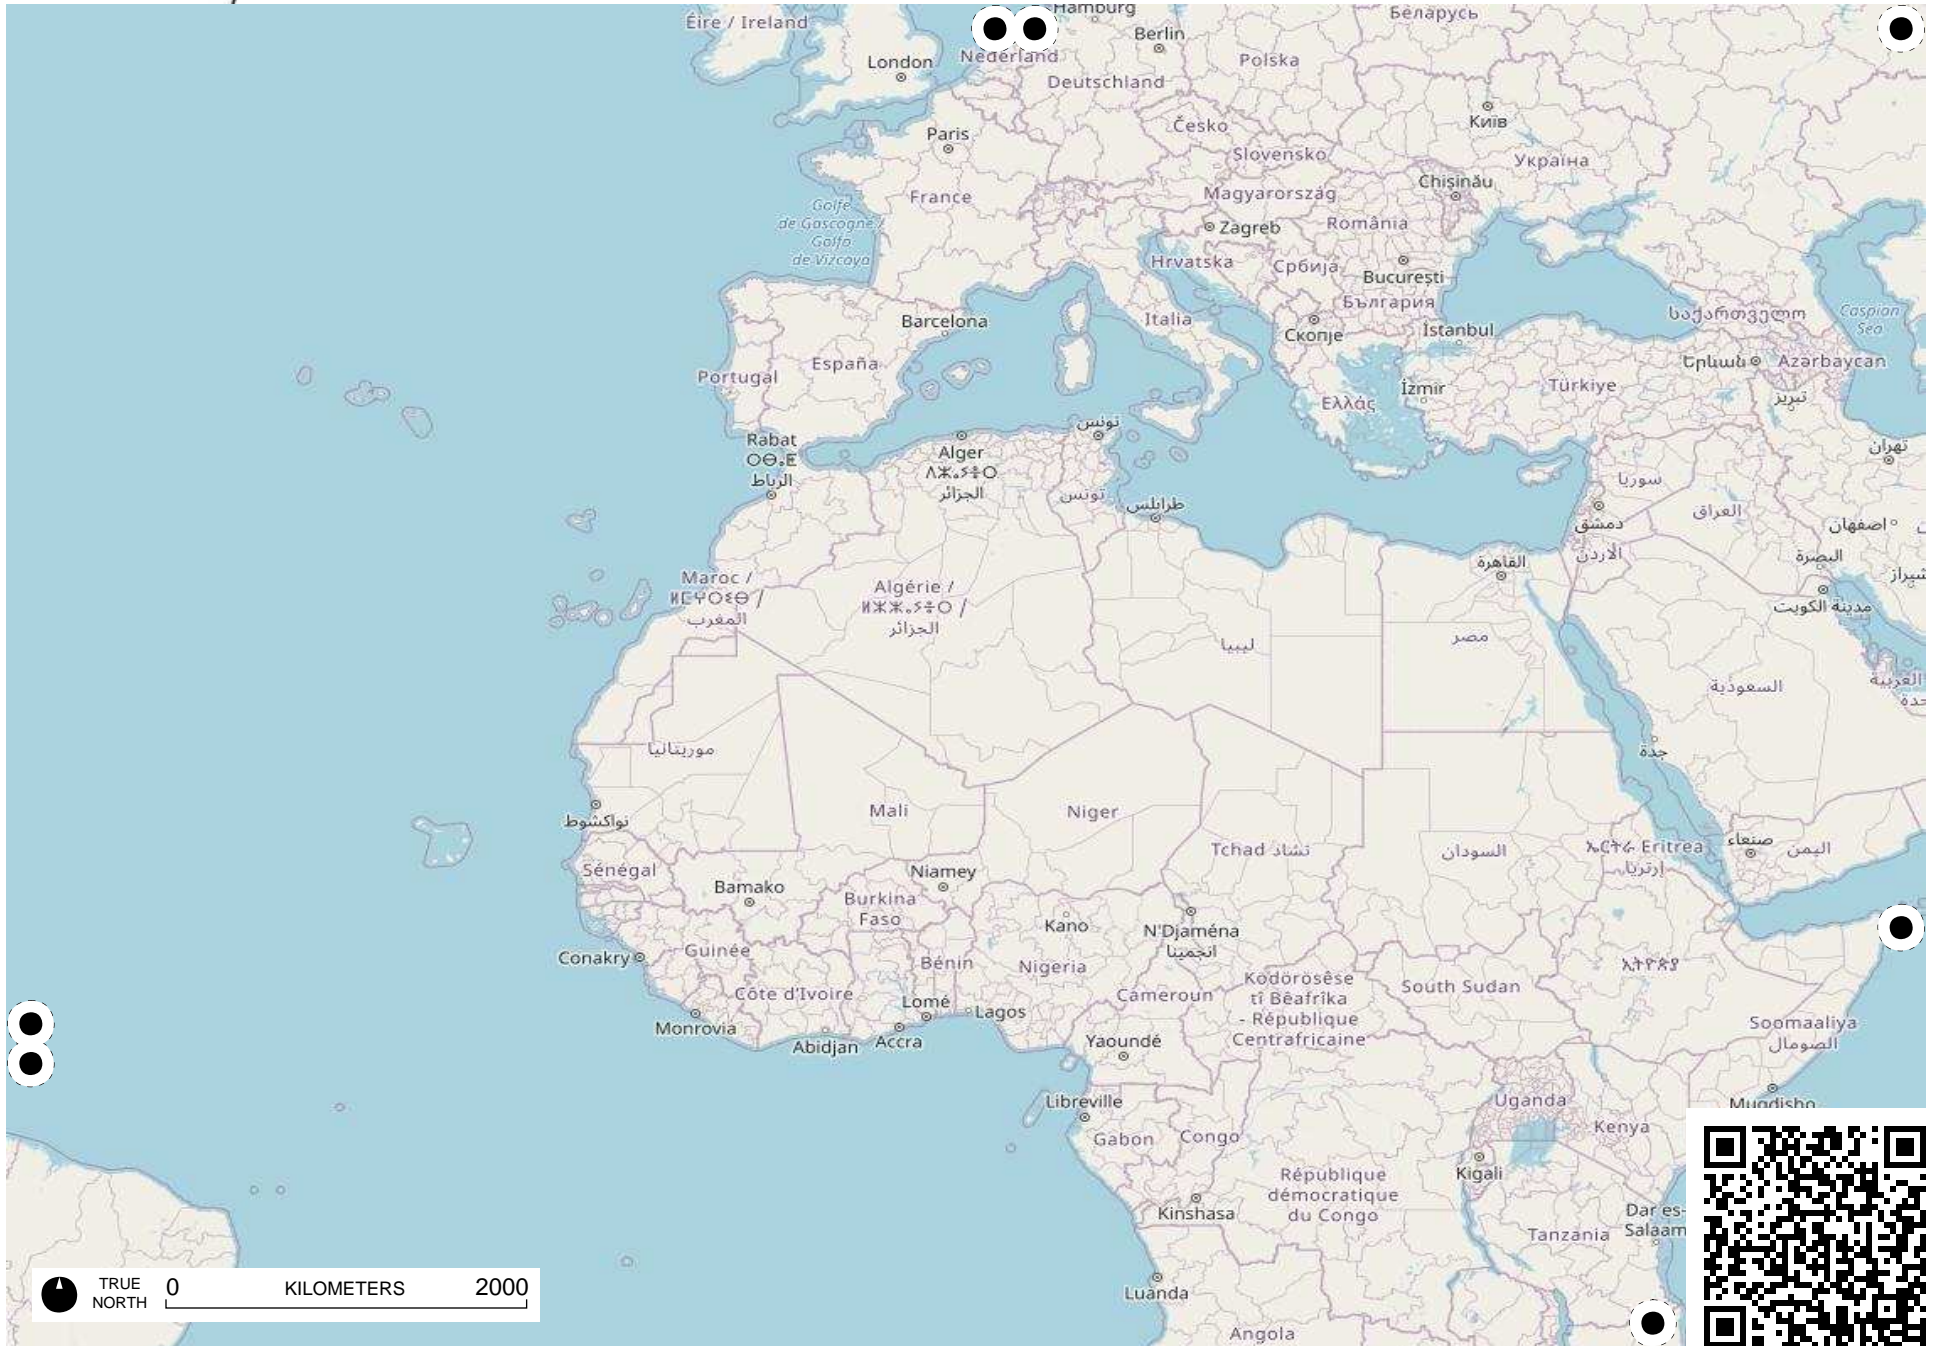 Éire / Ireland
Hamburg
Беларусь
London
Nederland
Berlin
Polska
Deutschland
Київ
Paris
Česko
Slovensko
Україна
Chișinău
France
Magyarország
România
Golfe
de Gascogne /
Golfo
de Vizcaya
Zagreb
Hrvatska
Србија
București
България
Barcelona
Italia
Скопје
İstanbul
საქართველო
Caspian
Sea
España
Portugal
Երևան
Azərbaycan
İzmir
Türkiye
Ελλάς
تبریز
تونس
Rabat
ⵔⴱⴰⵟ
الرباط
Alger
ⴷⵣⴰⵢⵜⵔ
الجزائر
تهران
تونس
طرابلس
سوريا
العراق
دمشق
اصفهان
الأردن
البصرة
القاهرة
شیراز
مدينة الكويت
Maroc /
المغرب
Algérie /
الجزائر
ليبيا
مصر
السعودية
العربية
موريتانيا
جدة
Mali
Niger
نواكشوط
Tchad تشاد
السودان
ኤርትራ Eritrea
إرتريا
صنعاء
اليمن
Sénégal
Niamey
Bamako
Burkina
Faso
Kano
N'Djaména
انجمينا
Conakry
Guinée
Bénin
Nigeria
Cameroun
Ködörösêse
tî Bêafrîka
- République
Centrafricaine
South Sudan
ኢትዮጵያ
Côte d'Ivoire
Lomé
Lagos
Monrovia
Abidjan
Accra
Yaoundé
Soomaaliya
الصومال
Libreville
Uganda
Muqdisho
Gabon
Congo
Kenya
République
démocratique
du Congo
Kigali
Kinshasa
Dar es-
Salaam
Tanzania
Luanda
Angola
TRUE
NORTH
0 KILOMETERS 2000